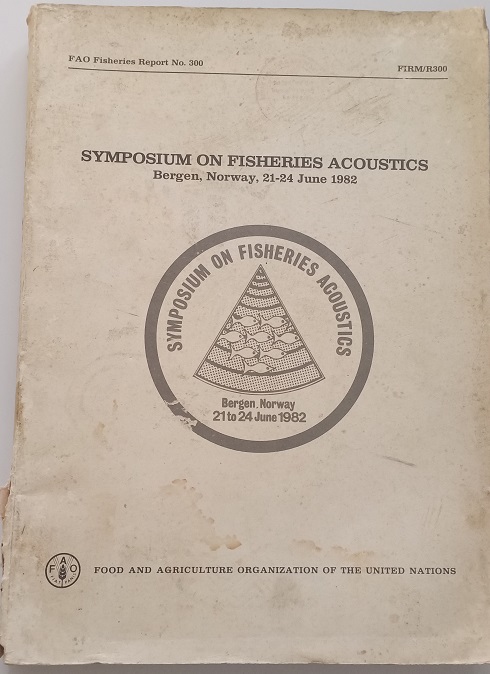 FAO Fisheries Report No. 300
FIRM/R300
SYMPOSIUM ON FISHERIES ACOUSTICS
Bergen, Norway, 21-24 June 1982
SYMPOSIUM ON FISHERIES ACOUSTICS
Bergen, Norway
21 to 24 June 1982
F A O
FOOD AND AGRICULTURE ORGANIZATION OF THE UNITED NATIONS